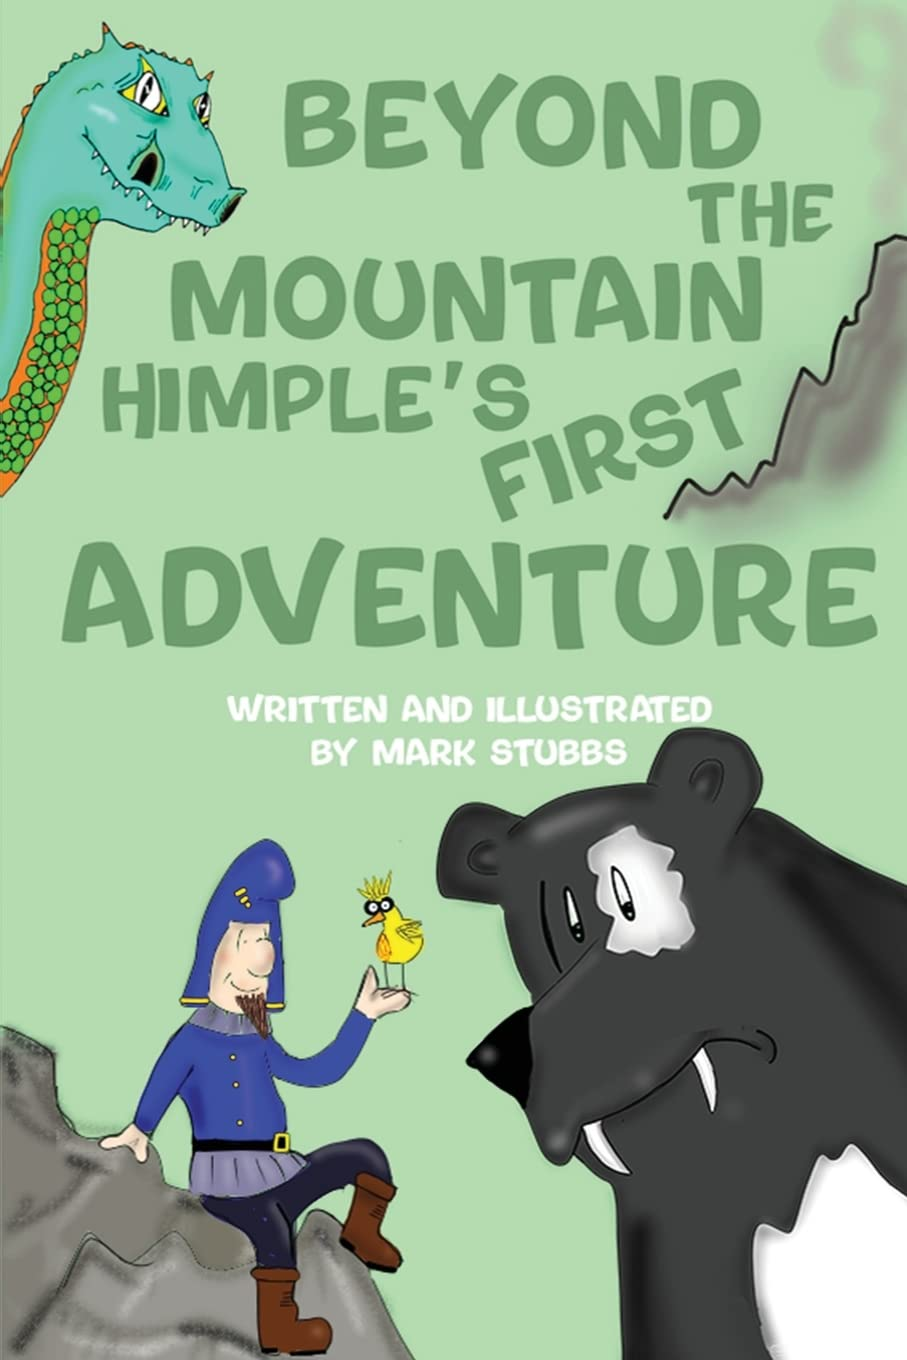 BEYOND
THE
MOUNTAIN
HIMPLE'S
FIRST
ADVENTURE
WRITTEN AND ILLUSTRATED
BY MARK STUBBS